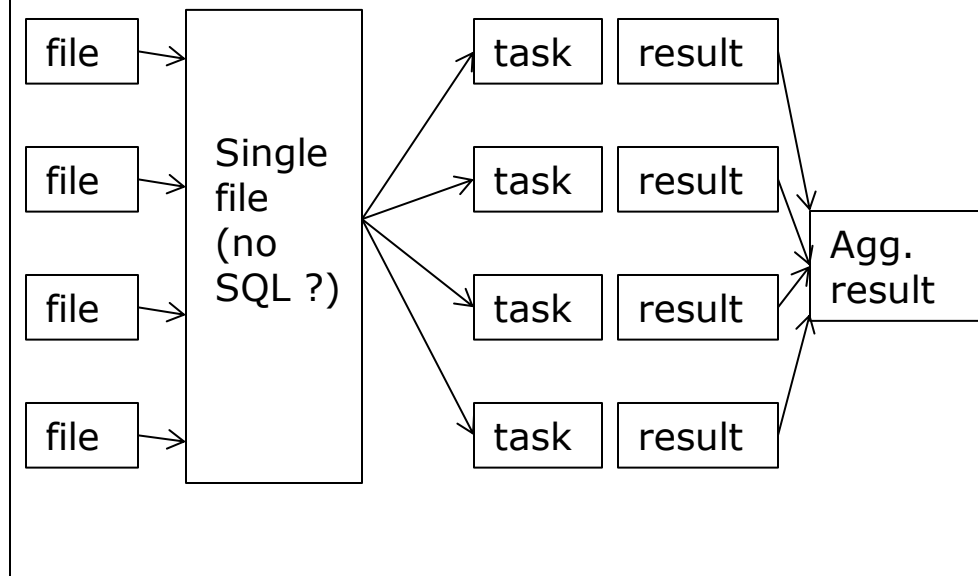 file
task
result
Single
file
(no
SQL ?)
file
task
result
Agg.
result
file
task
result
file
task
result